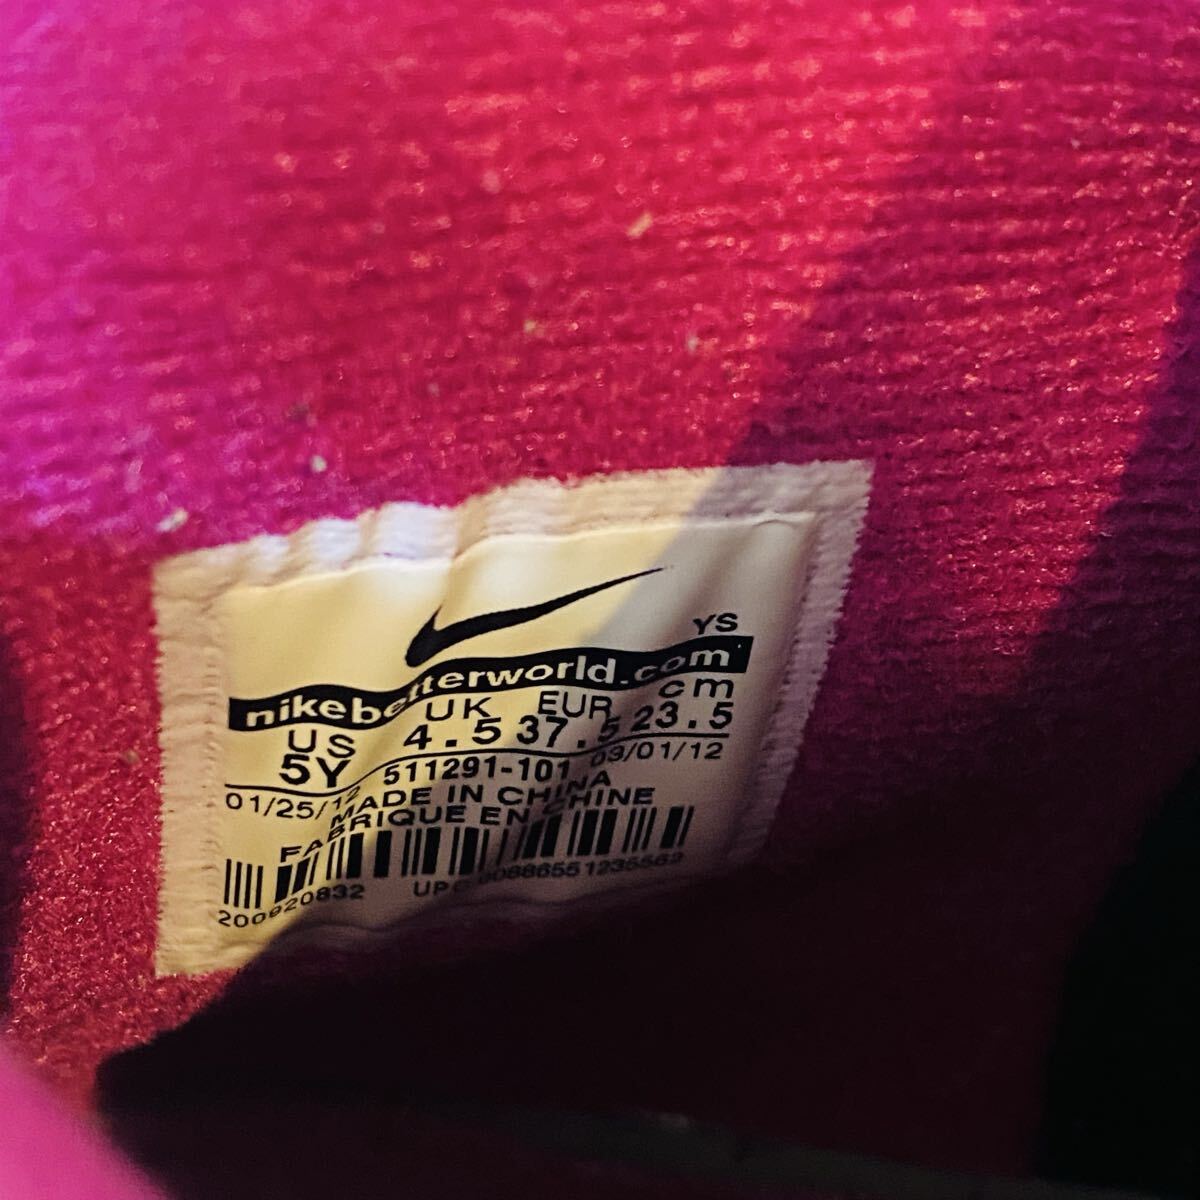 YS
nikebetterworld.com
US UK EUR cm
5Y 4.5 37.5 23.5
01/25/12 511291-101 03/01/12
MADE IN CHINA
FABRIQUE EN CHINE
200920832 UPC